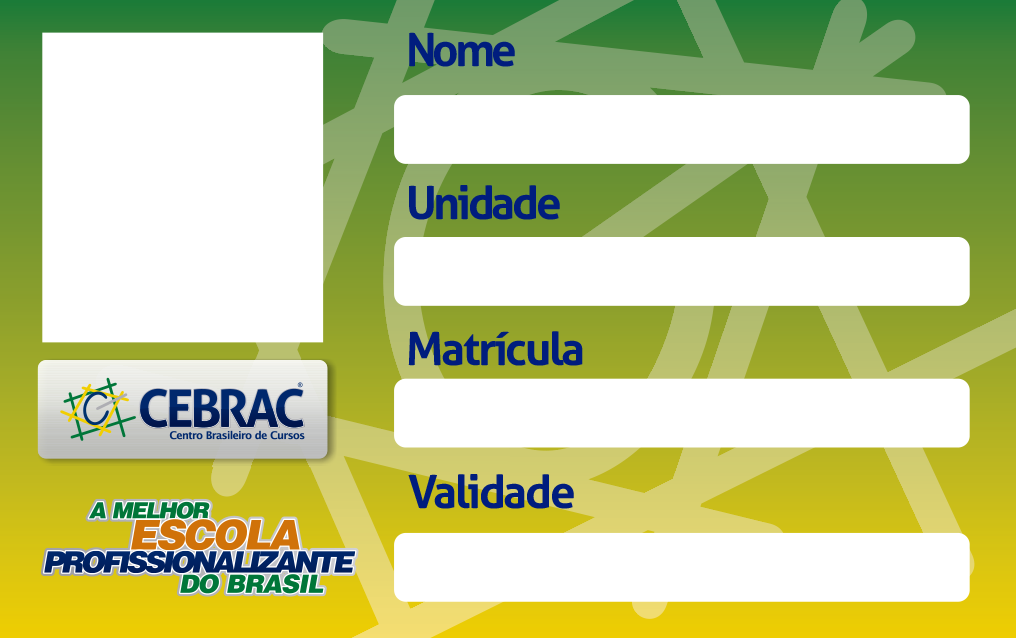 Nome
Unidade
Matrícula
Validade
CEBRAC®
Centro Brasileiro de Cursos
A MELHOR
ESCOLA
PROFISSIONALIZANTE
DO BRASIL